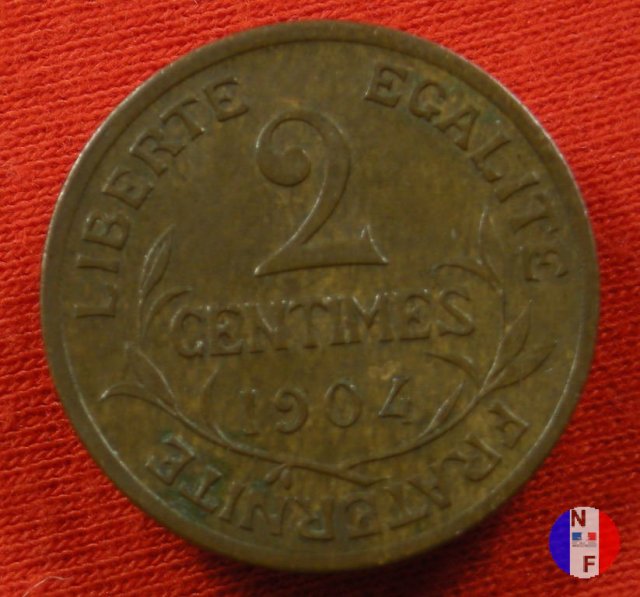 LIBERTE EGALITE FRATERNITE
2
CENTIMES
1904
N
F